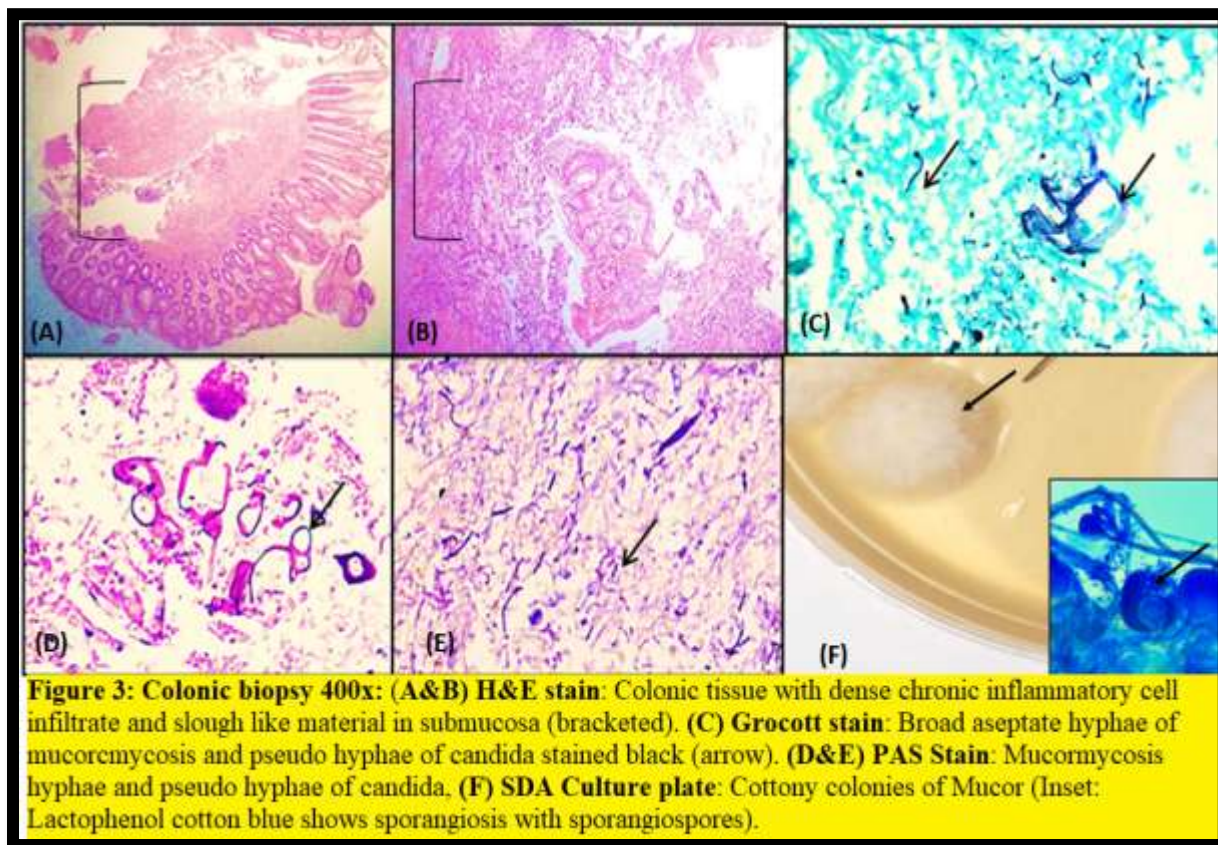 (A)
(B)
(C)
(D)
(E)
(F)
Figure 3: Colonic biopsy 400x: (A&B) H&E stain: Colonic tissue with dense chronic inflammatory cell
infiltrate and slough like material in submucosa (bracketed). (C) Grocott stain: Broad aseptate hyphae of
mucorcmycosis and pseudo hyphae of candida stained black (arrow). (D&E) PAS Stain: Mucormycosis
hyphae and pseudo hyphae of candida, (F) SDA Culture plate: Cottony colonies of Mucor (Inset:
Lactophenol cotton blue shows sporangiosis with sporangiospores).